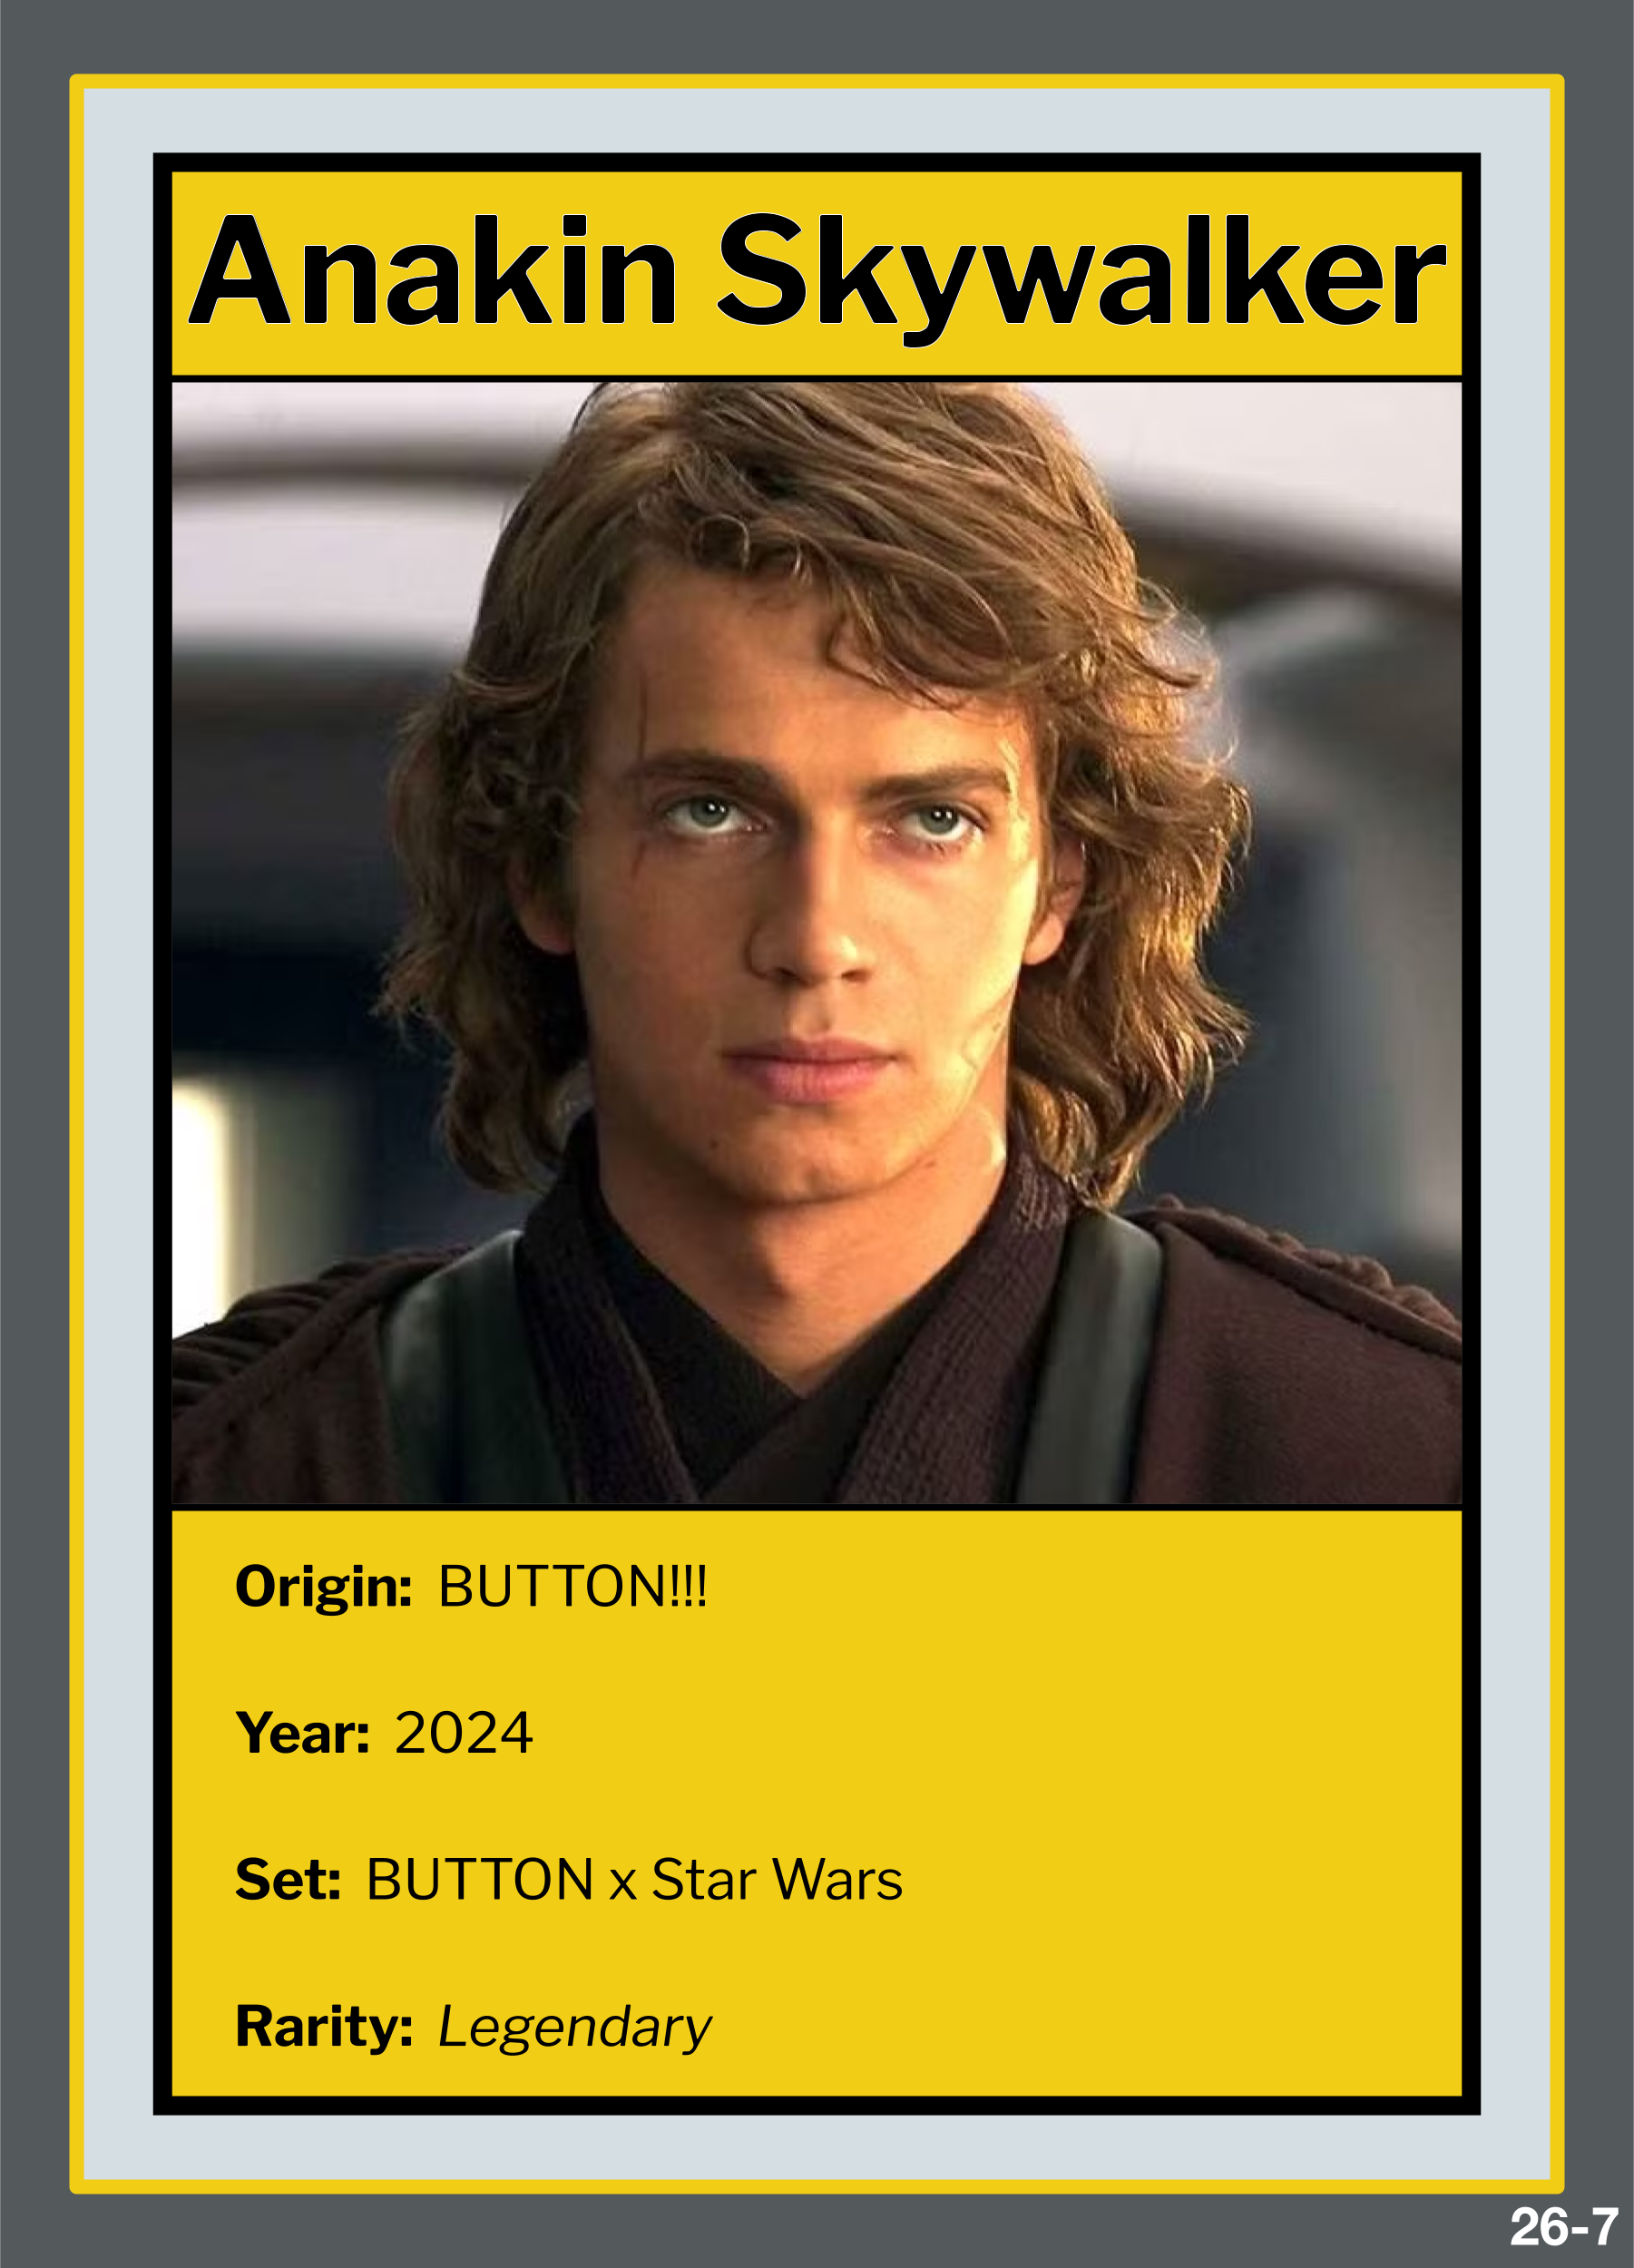 Anakin Skywalker
Origin: BUTTON!!!
Year: 2024
Set: BUTTON x Star Wars
Rarity: Legendary
26-7